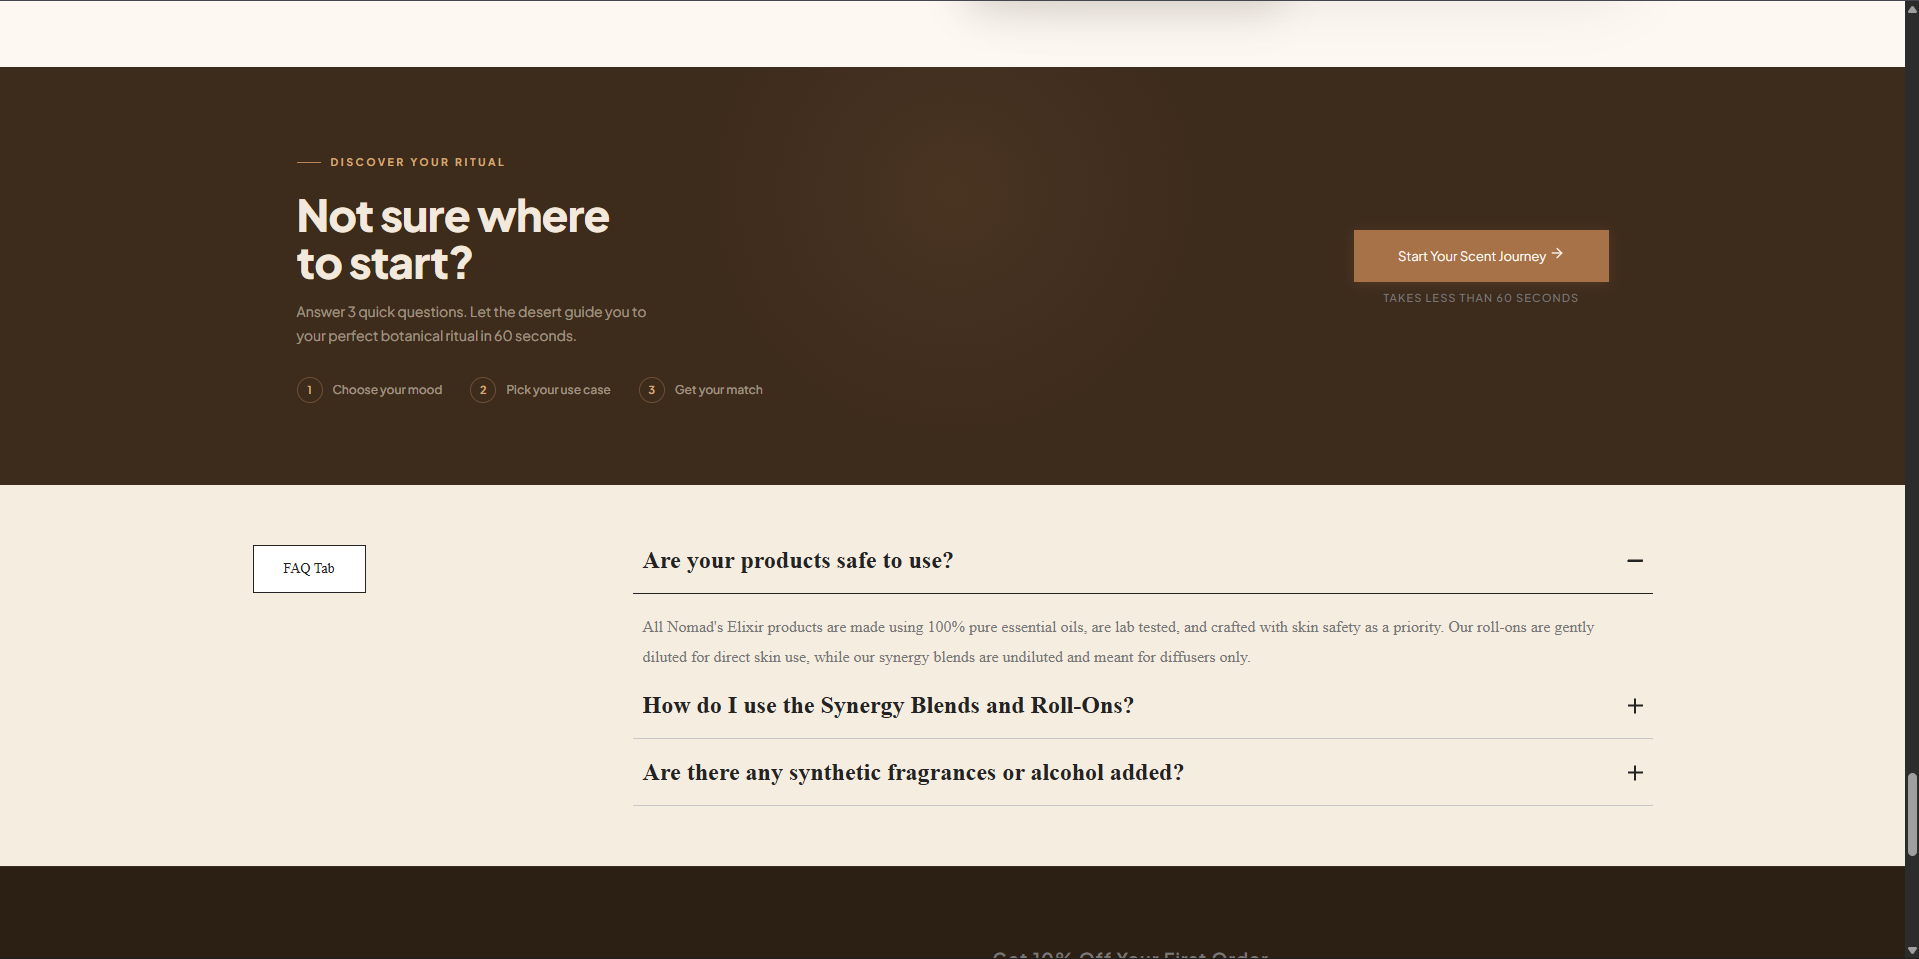 DISCOVER YOUR RITUAL
Not sure where
to start?
Answer 3 quick questions. Let the desert guide you to
your perfect botanical ritual in 60 seconds.
1 Choose your mood 2 Pick your use case 3 Get your match
Start Your Scent Journey →
TAKES LESS THAN 60 SECONDS
FAQ Tab
Are your products safe to use?
All Nomad's Elixir products are made using 100% pure essential oils, are lab tested, and crafted with skin safety as a priority. Our roll-ons are gently
diluted for direct skin use, while our synergy blends are undiluted and meant for diffusers only.
How do I use the Synergy Blends and Roll-Ons?
Are there any synthetic fragrances or alcohol added?
Get 10% Off Your First Order